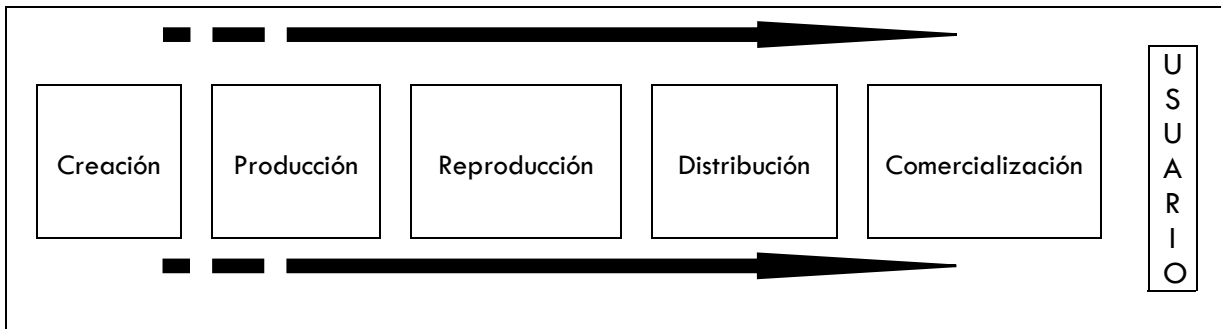 Creación
Producción
Reproducción
Distribución
Comercialización
U
S
U
A
R
I
O